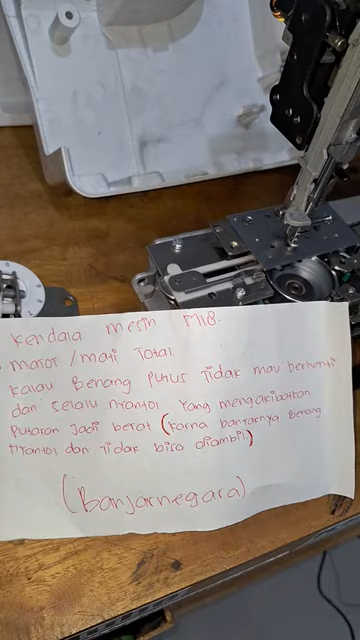 Kendala mesin M18.
- Motor / mati Total.
Kalau Benang Putus Tidak mau berhenti
dan selalu nyantol yang mengakibatkan
Putaran Jadi berat (karna banyaknya Benang
nyantol dan Tidak bisa diambil.)
(Banjarnegara)